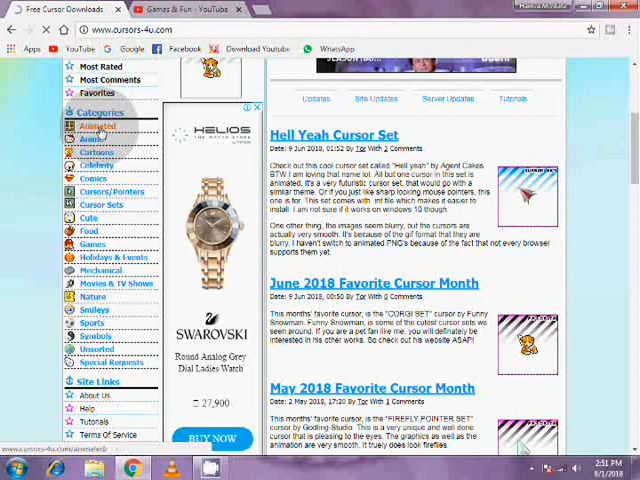 Free Cursor Downloads
Games & Fun - YouTube
www.cursors-4u.com
Apps
YouTube
Google
Facebook
Download Youtube
WhatsApp
Most Rated
Most Comments
Favorites
Categories
Animated
Anime
Cartoons
Celebrity
Comics
Cursors/Pointers
Cursor Sets
Cute
Food
Games
Holidays & Events
Mechanical
Movies & TV Shows
Nature
Smileys
Sports
Symbols
Unsorted
Special Requests
Site Links
About Us
Help
Tutorials
Terms Of Service
www.cursors-4u.com/animated/
HELIOS
SWAROVSKI
Round Analog Grey
Dial Ladies Watch
27,900
BUY NOW
Updates
Site Updates
Server Updates
Tutorials
Hell Yeah Cursor Set
Date: 9 Jun 2018, 01:52 By Tor With 3 Comments
Check out this cool cursor set called "Hell yeah" by Agent Cakes
BTW I am loving that name lol. All but one cursor in this set is
animated, it's a very futuristic cursor set, that would go with a
similar theme. Or if you just like sharp mouse pointers, this
one is for. This set comes with .inf file which makes it easier to
install. I am not sure if it works on windows 10 though
One other thing, the images seem blurry, but the cursors are
actually very smooth. It's because of the gif format that they are
blurry. I haven't switch to animated PNG's because of the fact that not every browser
supports them yet.
June 2018 Favorite Cursor Month
Date: 9 Jun 2018, 00:50 By Tor With 0 Comments
This months' favorite cursor, is the "CORGI SET" cursor by Funny
Snowman. Funny Snowman, is some of the cutest cursor sets we
seen around. If you are a pet fan like me, you will definately be
interested in his other works. So check out his website ASAP!
May 2018 Favorite Cursor Month
Date: 2 May 2018, 17:20 By Tor With 1 Comments
This months' favorite cursor, is the "FIREFLY POINTER SET"
cursor by Godling-Studio. This is a very unique and well done
cursor that is pleasing to the eyes. The graphics as well as the
animation are very smooth. It truely does look fireflies.
2:51 PM
8/1/2018